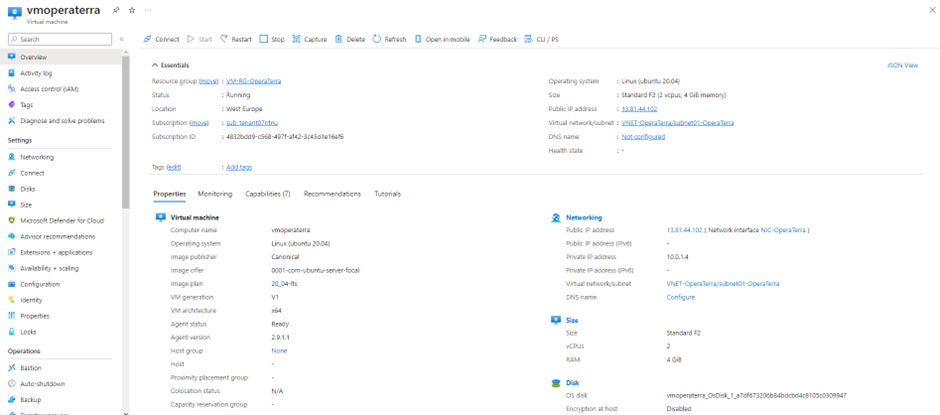 vmoperaterra
Virtual machine
Search
Connect Start Restart Stop Capture Delete Refresh Open in mobile Feedback CLI / PS
Overview
Activity log
Access control (IAM)
Tags
Diagnose and solve problems
Settings
Networking
Connect
Disks
Size
Microsoft Defender for Cloud
Advisor recommendations
Extensions + applications
Availability + scaling
Configuration
Identity
Properties
Locks
Operations
Bastion
Auto-shutdown
Backup
Essentials
JSON View
Resource group (move) : VM-RG-OperaTerra
Status : Running
Location : West Europe
Subscription (move) : sub_tenant07ntnu
Subscription ID : 4832bdd9-c568-497f-af42-3c45d1e16ef6
Operating system : Linux (ubuntu 20.04)
Size : Standard F2 (2 vcpus, 4 GiB memory)
Public IP address : 13.81.44.102
Virtual network/subnet : VNET-OperaTerra/subnet01-OperaTerra
DNS name : Not configured
Health state : -
Tags (edit) : Add tags
Properties Monitoring Capabilities (7) Recommendations Tutorials
Virtual machine
Computer name vmoperaterra
Operating system Linux (ubuntu 20.04)
Image publisher Canonical
Image offer 0001-com-ubuntu-server-focal
Image plan 20_04-lts
VM generation V1
VM architecture x64
Agent status Ready
Agent version 2.9.1.1
Host group None
Host -
Proximity placement group -
Colocation status N/A
Capacity reservation group -
Networking
Public IP address 13.81.44.102 ( Network interface NIC-OperaTerra )
Public IP address (IPv6) -
Private IP address 10.0.1.4
Private IP address (IPv6) -
Virtual network/subnet VNET-OperaTerra/subnet01-OperaTerra
DNS name Configure
Size
Size Standard F2
vCPUs 2
RAM 4 GiB
Disk
OS disk vmoperaterra_OsDisk_1_a7df673206b84bdcbd4c8105c0309947
Encryption at host Disabled